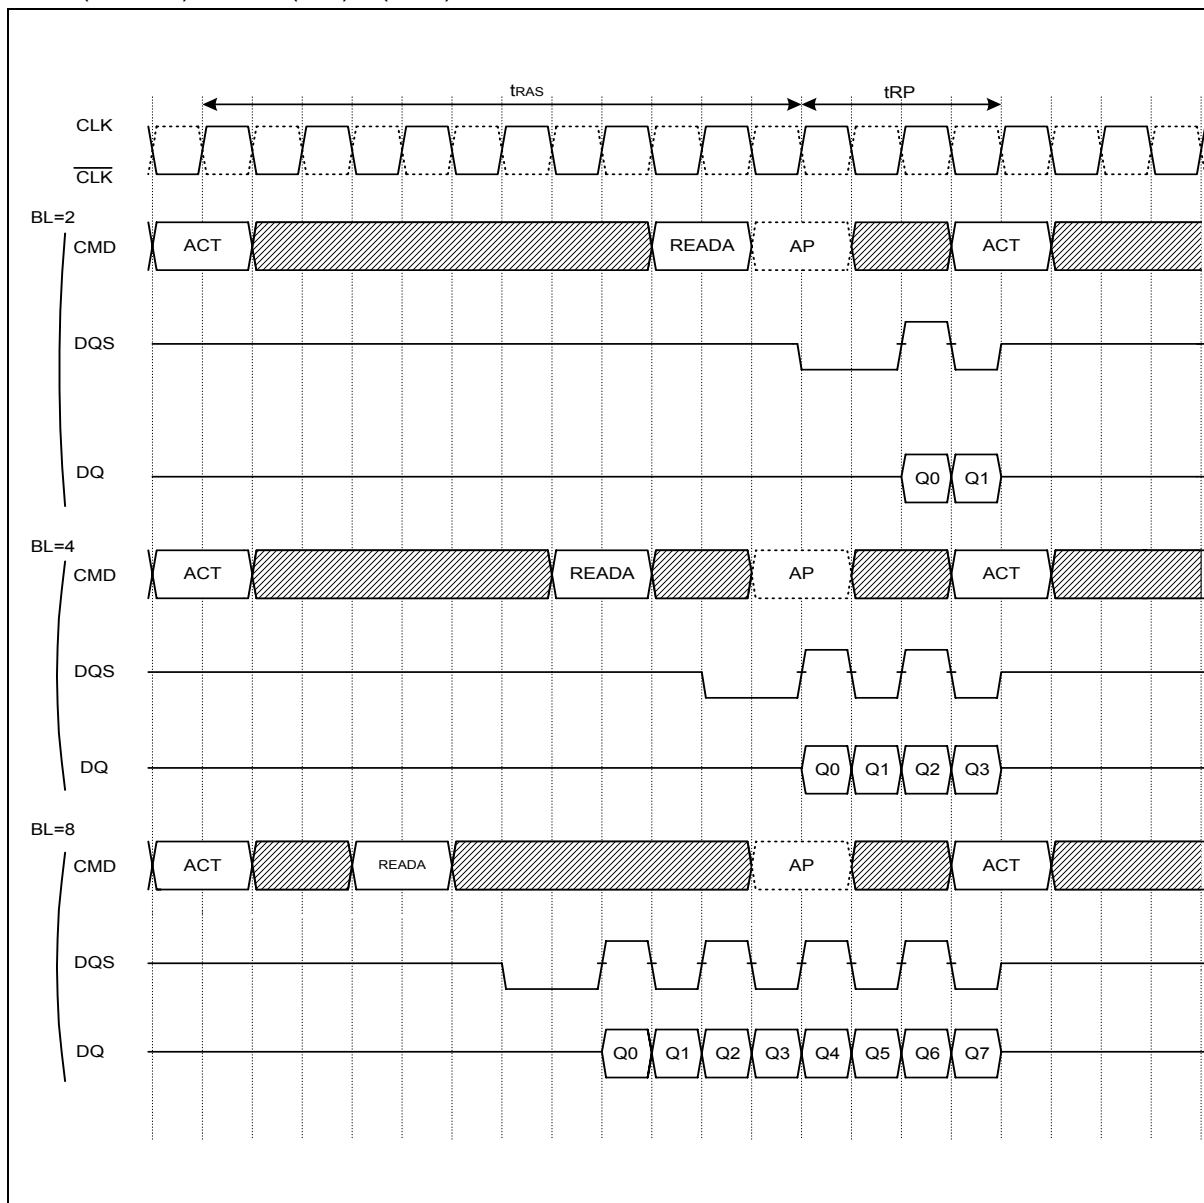 tRAS tRP
CLK
CLK
BL=2
CMD ACT READA AP ACT
DQS
DQ Q0 Q1
BL=4
CMD ACT READA AP ACT
DQS
DQ Q0 Q1 Q2 Q3
BL=8
CMD ACT READA AP ACT
DQS
DQ Q0 Q1 Q2 Q3 Q4 Q5 Q6 Q7